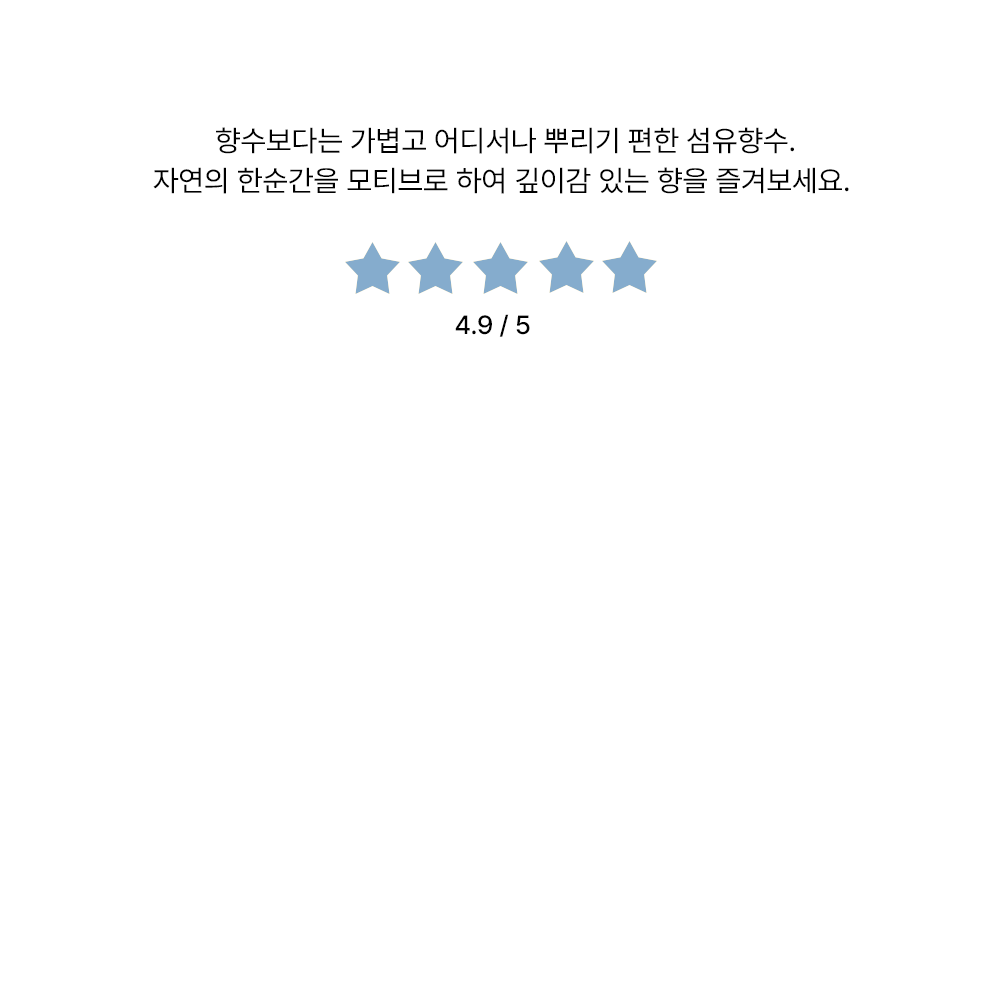 향수보다는 가볍고 어디서나 뿌리기 편한 섬유향수.
자연의 한순간을 모티브로 하여 깊이감 있는 향을 즐겨보세요.
4.9 / 5